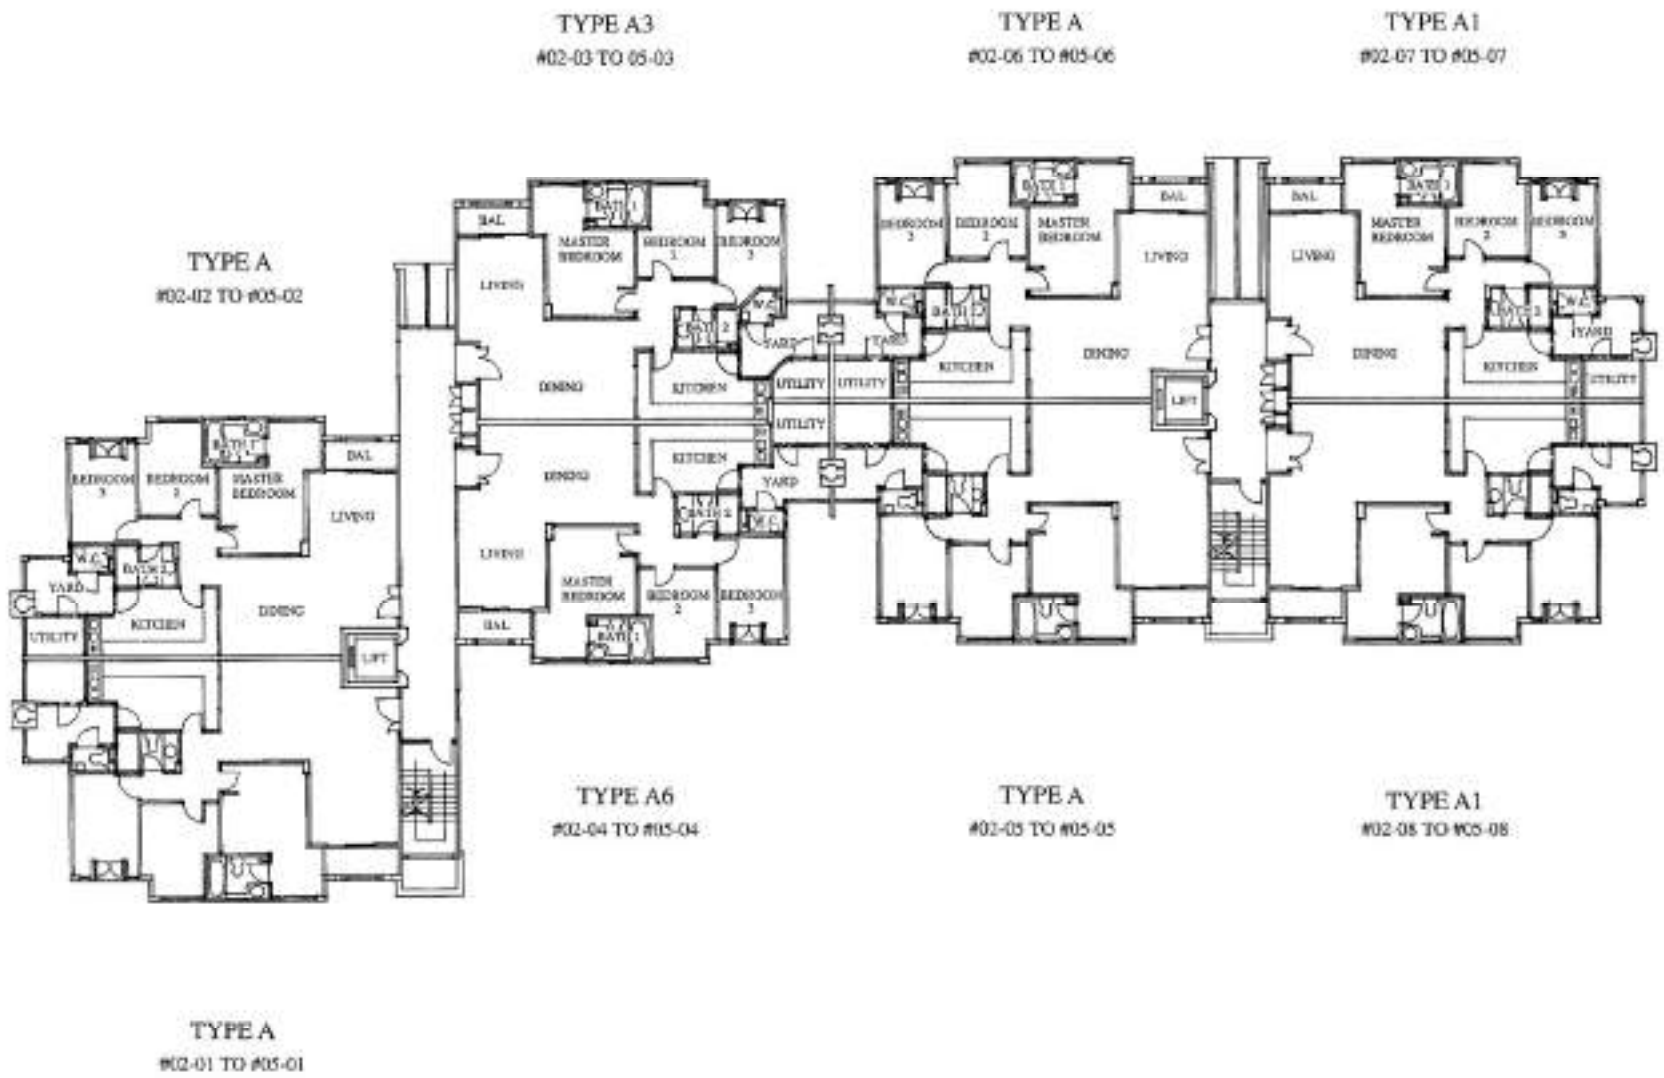 TYPE A3
#02-03 TO 05-03
TYPE A
#02-06 TO #05-06
TYPE A1
#02-07 TO #05-07
TYPE A
#02-02 TO #05-02
BAL
BATH 1
MASTER
BEDROOM
BEDROOM
BEDROOM
3
LIVING
W.C.
BATH 2
YARD
DINING
KITCHEN
UTILITY
UTILITY
UTILITY
DINING
KITCHEN
YARD
BATH 2
W.C.
LIVING
MASTER
BEDROOM
BEDROOM
2
BEDROOM
3
BAL
BATH 1
BEDROOM
BEDROOM
2
BATH 1
MASTER
BEDROOM
BAL
LIVING
W.C.
BATH
YARD
KITCHEN
DINING
LIFT
BAL
BATH
MASTER
BEDROOM
BEDROOM
2
BEDROOM
LIVING
W.C.
BATH 2
YARD
DINING
KITCHEN
UTILITY
BEDROOM
3
BEDROOM
BATH 1
MASTER
BEDROOM
BAL
LIVING
W.C.
BATH 2
YARD
DINING
KITCHEN
UTILITY
LIFT
TYPE A6
#02-04 TO #05-04
TYPE A
#02-05 TO #05-05
TYPE A1
#02-08 TO #05-08
TYPE A
#02-01 TO #05-01